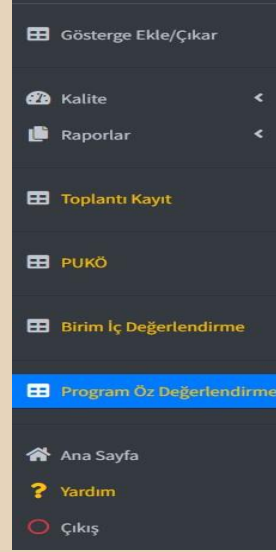 Gösterge Ekle/Çıkar
Kalite
Raporlar
Toplantı Kayıt
PUKÖ
Birim İç Değerlendirme
Program Öz Değerlendirme
Ana Sayfa
Yardım
Çıkış